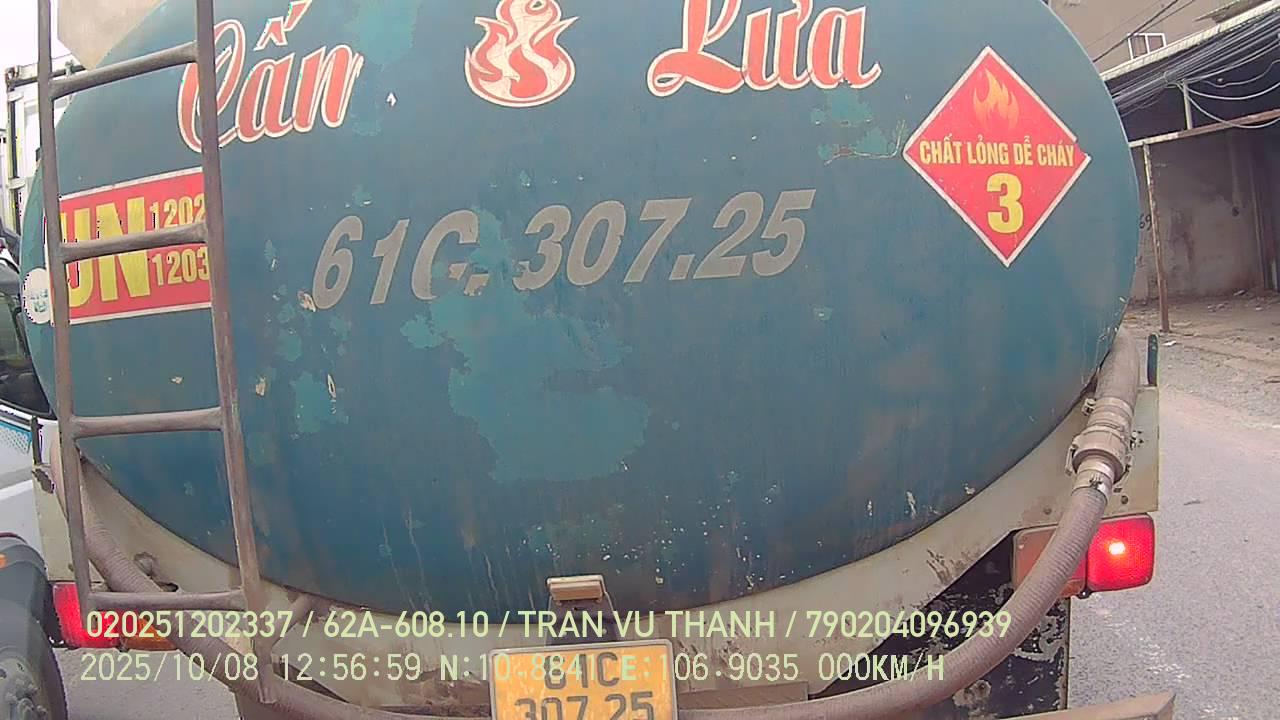 Cấn Lửa
CHẤT LỎNG DỄ CHÁY
3
UN 1202
1203
61C.307.25
020251202337 / 62A-608.10 / TRAN VU THANH / 790204096939
2025/10/08 12:56:59 N:10.8841 E:106.9035 000KM/H
61C
307.25